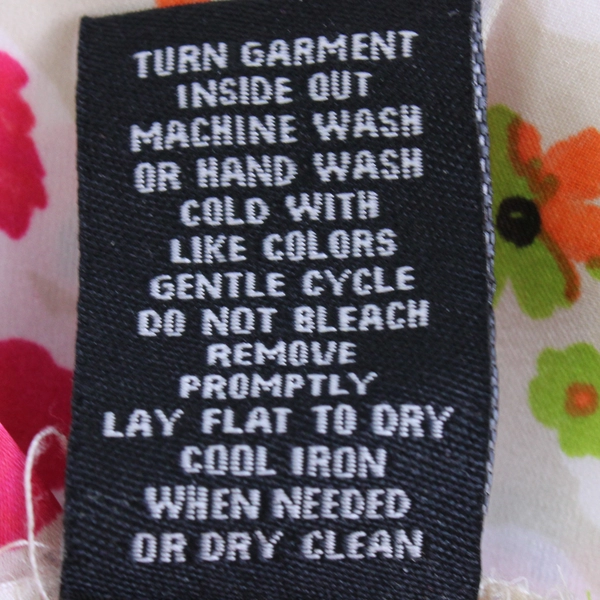 TURN GARMENT
INSIDE OUT
MACHINE WASH
OR HAND WASH
COLD WITH
LIKE COLORS
GENTLE CYCLE
DO NOT BLEACH
REMOVE
PROMPTLY
LAY FLAT TO DRY
COOL IRON
WHEN NEEDED
OR DRY CLEAN